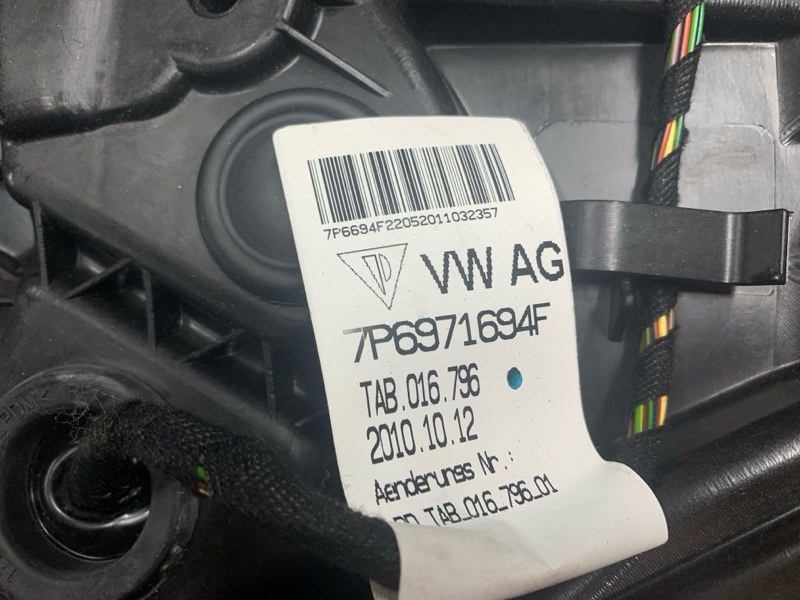 7P6694F22052011032357
VW AG
7P6971694F
TAB.016.796
2010.10.12
Aenderungs Nr.:
TAB_016_796_01